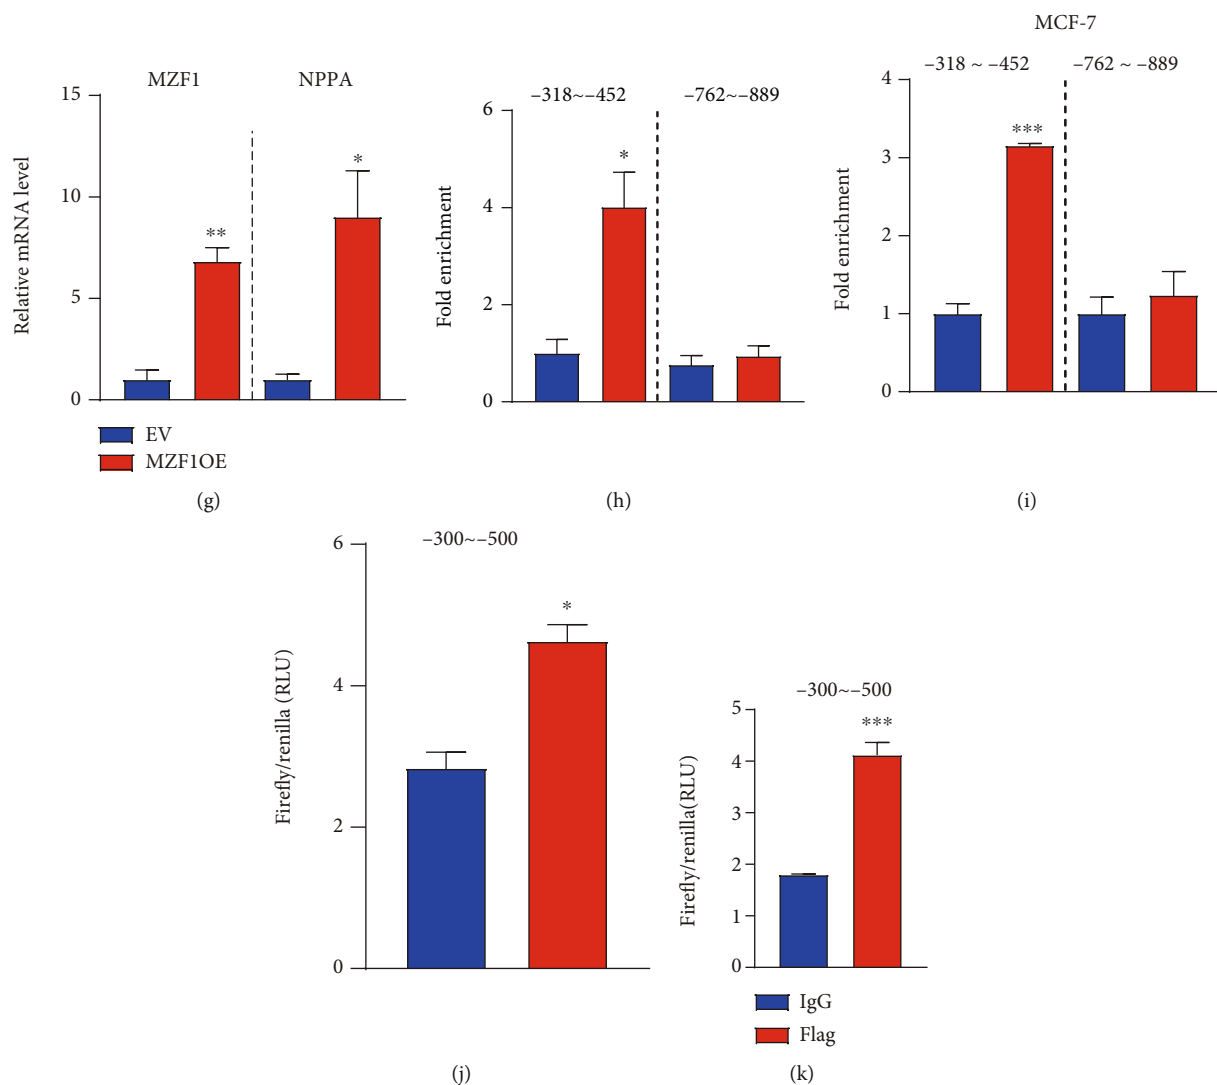 MZF1 NPPA
Relative mRNA level
15
10
5
0
**
*
EV
MZF1OE
(g)
–318~–452 –762~–889
Fold enrichment
6
4
2
0
*
(h)
MCF-7
–318 ~ –452 –762 ~ –889
Fold enrichment
4
3
2
1
0
***
(i)
–300~–500
Firefly/renilla (RLU)
6
4
2
0
*
(j)
–300~–500
Firefly/renilla(RLU)
5
4
3
2
1
0
***
IgG
Flag
(k)